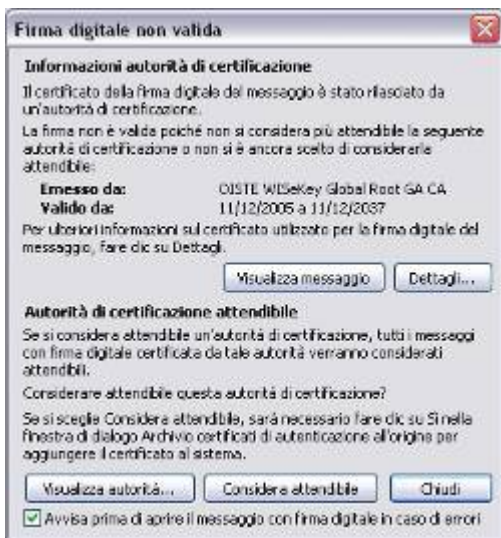 Firma digitale non valida
Informazioni autorità di certificazione
Il certificato della firma digitale del messaggio è stato rilasciato da
un'autorità di certificazione.
La firma non è valida poiché non si considera più attendibile la seguente
autorità di certificazione o non si è ancora scelto di considerarla
attendibile:
Emesso da: OISTE WISeKey Global Root GA CA
Valido da: 11/12/2005 a 11/12/2037
Per ulteriori informazioni sul certificato utilizzato per la firma digitale del
messaggio, fare clic su Dettagli.
Visualizza messaggio Dettagli...
Autorità di certificazione attendibile
Se si considera attendibile un'autorità di certificazione, tutti i messaggi
con firma digitale certificata da tale autorità verranno considerati
attendibili.
Considerare attendibile questa autorità di certificazione?
Se si sceglie Considera attendibile, sarà necessario fare clic su Sì nella
finestra di dialogo Archivio certificati di autenticazione all'origine per
aggiungere il certificato al sistema.
Visualizza autorità... Considera attendibile Chiudi
Avvisa prima di aprire il messaggio con firma digitale in caso di errori